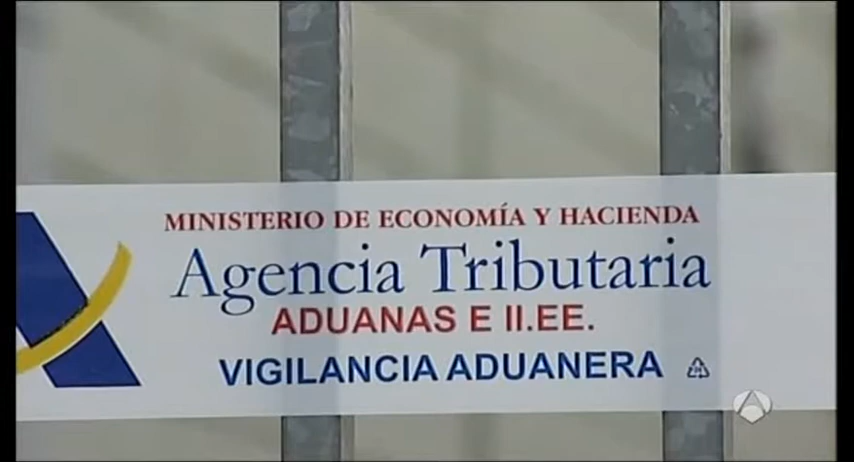 MINISTERIO DE ECONOMÍA Y HACIENDA
Agencia Tributaria
ADUANAS E II.EE.
VIGILANCIA ADUANERA